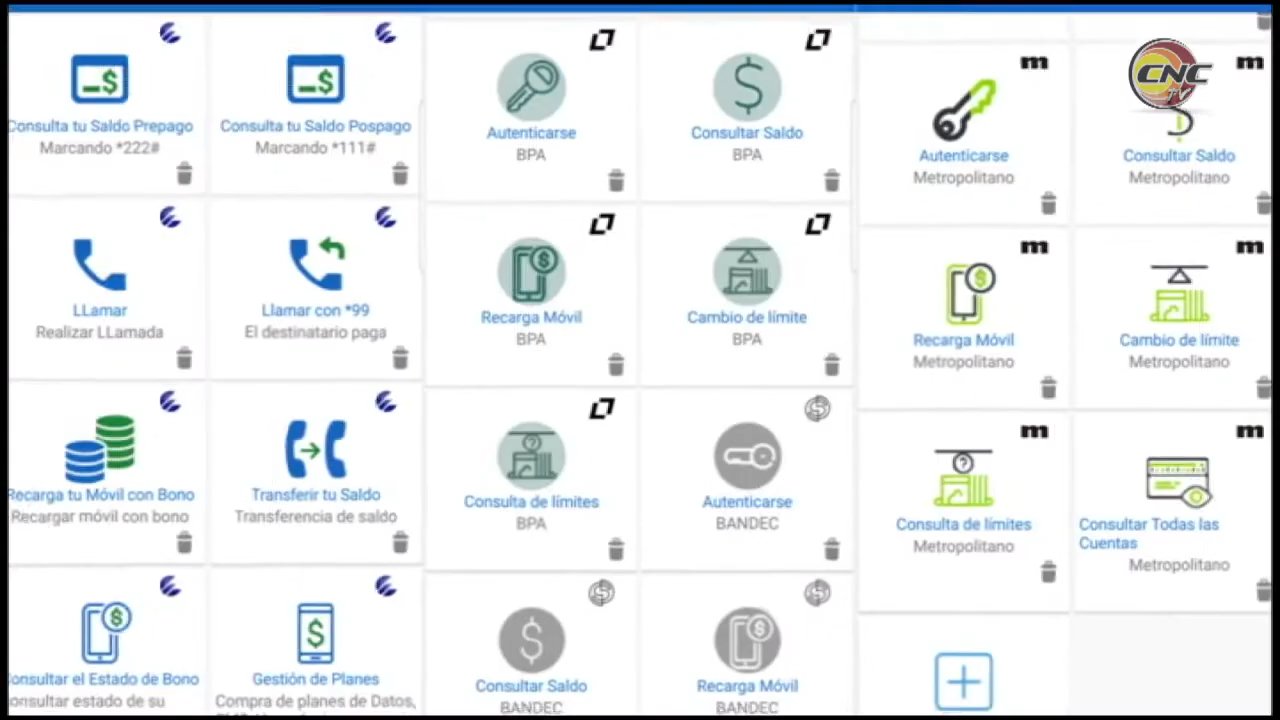 Consulta tu Saldo Prepago
Marcando *222#
Consulta tu Saldo Pospago
Marcando *111#
LLamar
Realizar LLamada
Llamar con *99
El destinatario paga
Recarga tu Móvil con Bono
Recargar móvil con bono
Transferir tu Saldo
Transferencia de saldo
Consultar el Estado de Bono
consultar estado de su
Gestión de Planes
Compra de planes de Datos,
Autenticarse
BPA
Consultar Saldo
BPA
Recarga Móvil
BPA
Cambio de límite
BPA
Consulta de límites
BPA
Autenticarse
BANDEC
Consultar Saldo
BANDEC
Recarga Móvil
BANDEC
m
Autenticarse
Metropolitano
m
CNC
TV
Consultar Saldo
Metropolitano
m
Recarga Móvil
Metropolitano
m
Cambio de límite
Metropolitano
m
Consulta de límites
Metropolitano
m
Consultar Todas las
Cuentas
Metropolitano